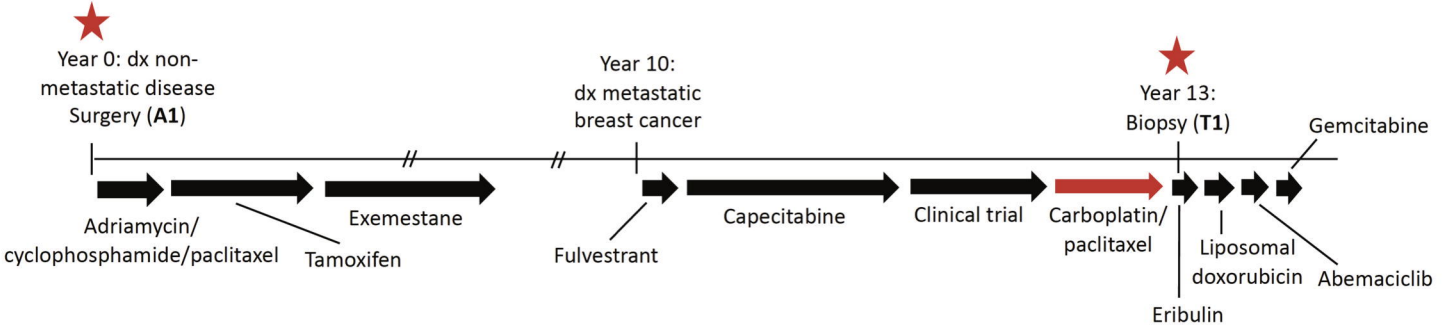 Year 0: dx non-
metastatic disease
Surgery (A1)
Year 10:
dx metastatic
breast cancer
Year 13:
Biopsy (T1)
Gemcitabine
Adriamycin/
cyclophosphamide/paclitaxel
Tamoxifen
Exemestane
Fulvestrant
Capecitabine
Clinical trial
Carboplatin/
paclitaxel
Eribulin
Liposomal
doxorubicin
Abemaciclib